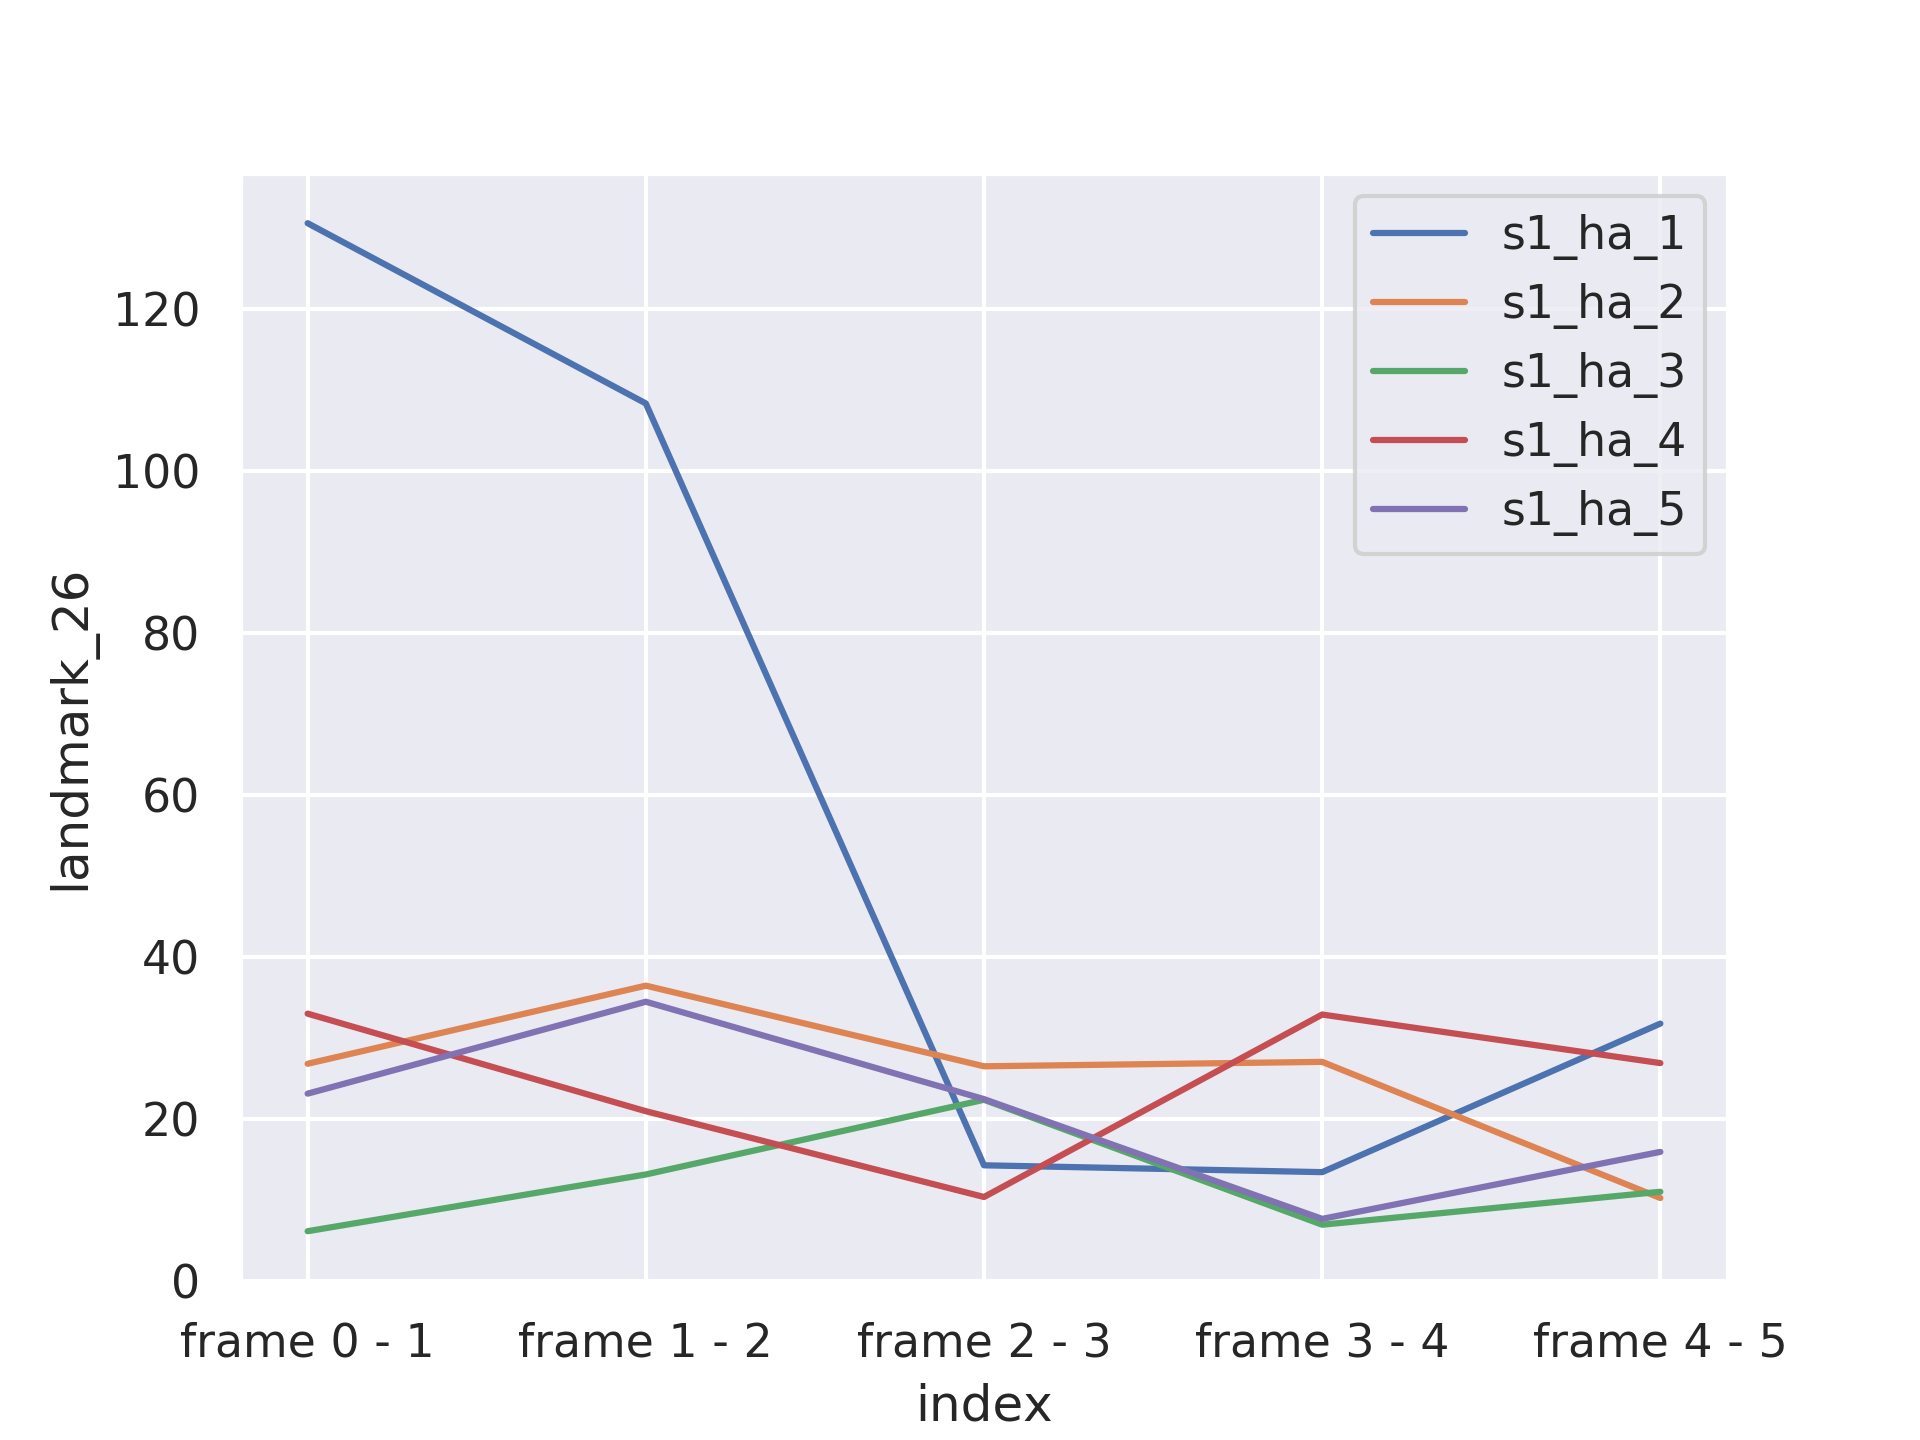 s1_ha_1
s1_ha_2
s1_ha_3
s1_ha_4
s1_ha_5
120
100
80
60
40
20
0
landmark_26
frame 0 - 1
frame 1 - 2
frame 2 - 3
frame 3 - 4
frame 4 - 5
index